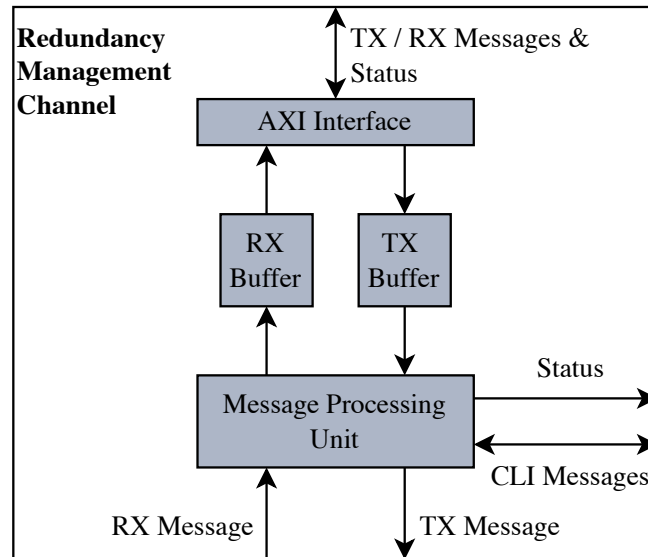 Redundancy
Management
Channel
TX / RX Messages &
Status
AXI Interface
RX
Buffer
TX
Buffer
Message Processing
Unit
Status
CLI Messages
RX Message
TX Message